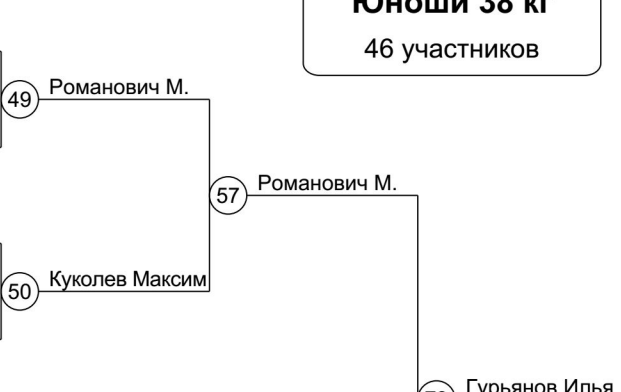 Юноши 38 кг
46 участников
Романович М.
49
Романович М.
57
Куколев Максим
50
Гурьянов Илья